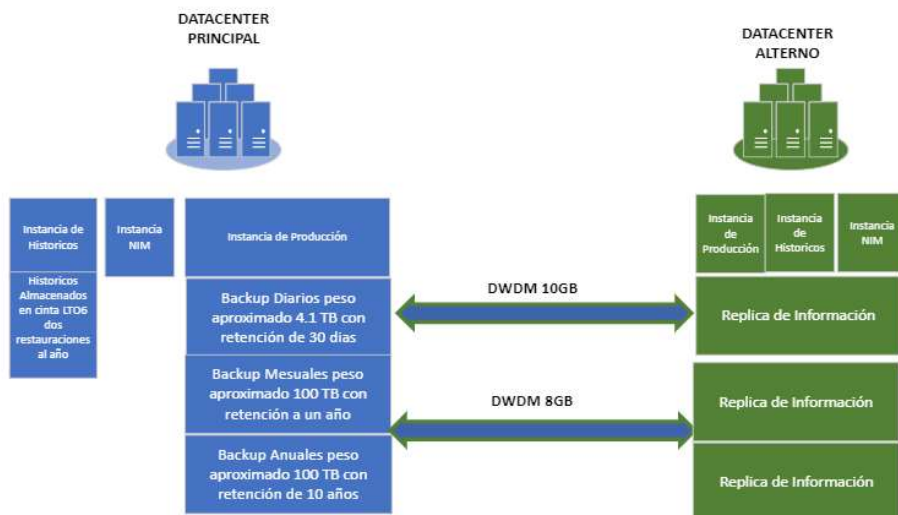 DATACENTER
PRINCIPAL
DATACENTER
ALTERNO
Instancia de
Historicos
Instancia
NIM
Instancia de Producción
Instancia
de
Producción
Instancia
de
Historicos
Instancia
NIM
Historicos
Almacenados
en cinta LTO6
dos
restauraciones
al año
Backup Diarios peso
aproximado 4.1 TB con
retención de 30 dias
DWDM 10GB
Replica de Información
Backup Mesuales peso
aproximado 100 TB con
retención a un año
DWDM 8GB
Replica de Información
Backup Anuales peso
aproximado 100 TB con
retención de 10 años
Replica de Información